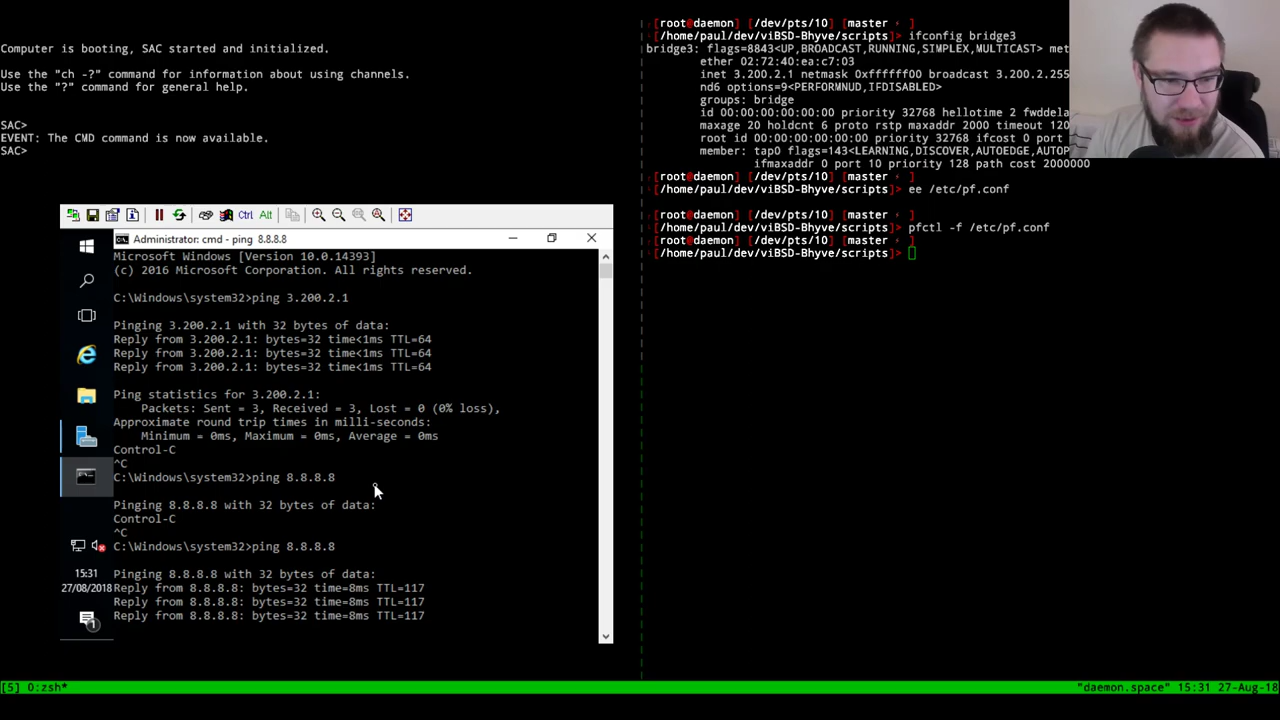 Computer is booting, SAC started and initialized.
Use the "ch -?" command for information about using channels.
Use the "?" command for general help.
SAC>
EVENT: The CMD command is now available.
SAC>
Ctrl Alt
Administrator: cmd - ping 8.8.8.8
Microsoft Windows [Version 10.0.14393]
(c) 2016 Microsoft Corporation. All rights reserved.
C:\Windows\system32>ping 3.200.2.1
Pinging 3.200.2.1 with 32 bytes of data:
Reply from 3.200.2.1: bytes=32 time<1ms TTL=64
Reply from 3.200.2.1: bytes=32 time<1ms TTL=64
Reply from 3.200.2.1: bytes=32 time<1ms TTL=64
Ping statistics for 3.200.2.1:
Packets: Sent = 3, Received = 3, Lost = 0 (0% loss),
Approximate round trip times in milli-seconds:
Minimum = 0ms, Maximum = 0ms, Average = 0ms
Control-C
^C
C:\Windows\system32>ping 8.8.8.8
Pinging 8.8.8.8 with 32 bytes of data:
Control-C
^C
C:\Windows\system32>ping 8.8.8.8
Pinging 8.8.8.8 with 32 bytes of data:
Reply from 8.8.8.8: bytes=32 time=8ms TTL=117
Reply from 8.8.8.8: bytes=32 time=8ms TTL=117
Reply from 8.8.8.8: bytes=32 time=8ms TTL=117
15:31
27/08/2018
1
[root@daemon] [/dev/pts/10] [master ⚡ ]
[/home/paul/dev/viBSD-Bhyve/scripts]> ifconfig bridge3
bridge3: flags=8843<UP,BROADCAST,RUNNING,SIMPLEX,MULTICAST> met
ether 02:72:40:ea:c7:03
inet 3.200.2.1 netmask 0xffffff00 broadcast 3.200.2.255
nd6 options=9<PERFORMNUD,IFDISABLED>
groups: bridge
id 00:00:00:00:00:00 priority 32768 hellotime 2 fwddela
maxage 20 holdcnt 6 proto rstp maxaddr 2000 timeout 120
root id 00:00:00:00:00:00 priority 32768 ifcost 0 port
member: tap0 flags=143<LEARNING,DISCOVER,AUTOEDGE,AUTOP
ifmaxaddr 0 port 10 priority 128 path cost 2000000
[root@daemon] [/dev/pts/10] [master ⚡ ]
[/home/paul/dev/viBSD-Bhyve/scripts]> ee /etc/pf.conf
[root@daemon] [/dev/pts/10] [master ⚡ ]
[/home/paul/dev/viBSD-Bhyve/scripts]> pfctl -f /etc/pf.conf
[root@daemon] [/dev/pts/10] [master ⚡ ]
[/home/paul/dev/viBSD-Bhyve/scripts]>
[5] 0:zsh* "daemon.space" 15:31 27-Aug-18